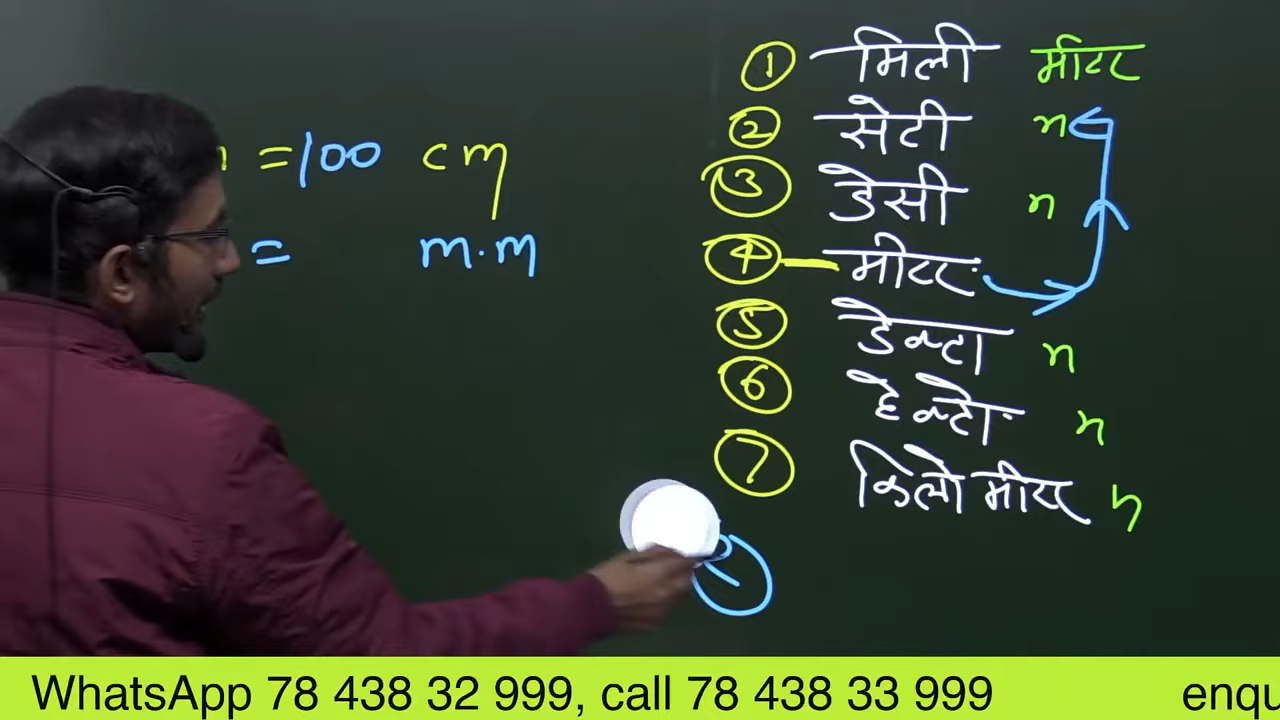 = 100 cm
= m.m
① मिली मीटर
② सेंटी "
③ डेसी "
④ — मीटर
⑤ डेका "
⑥ हेक्टो "
⑦ किलो मीटर "
WhatsApp 78 438 32 999, call 78 438 33 999 enqu